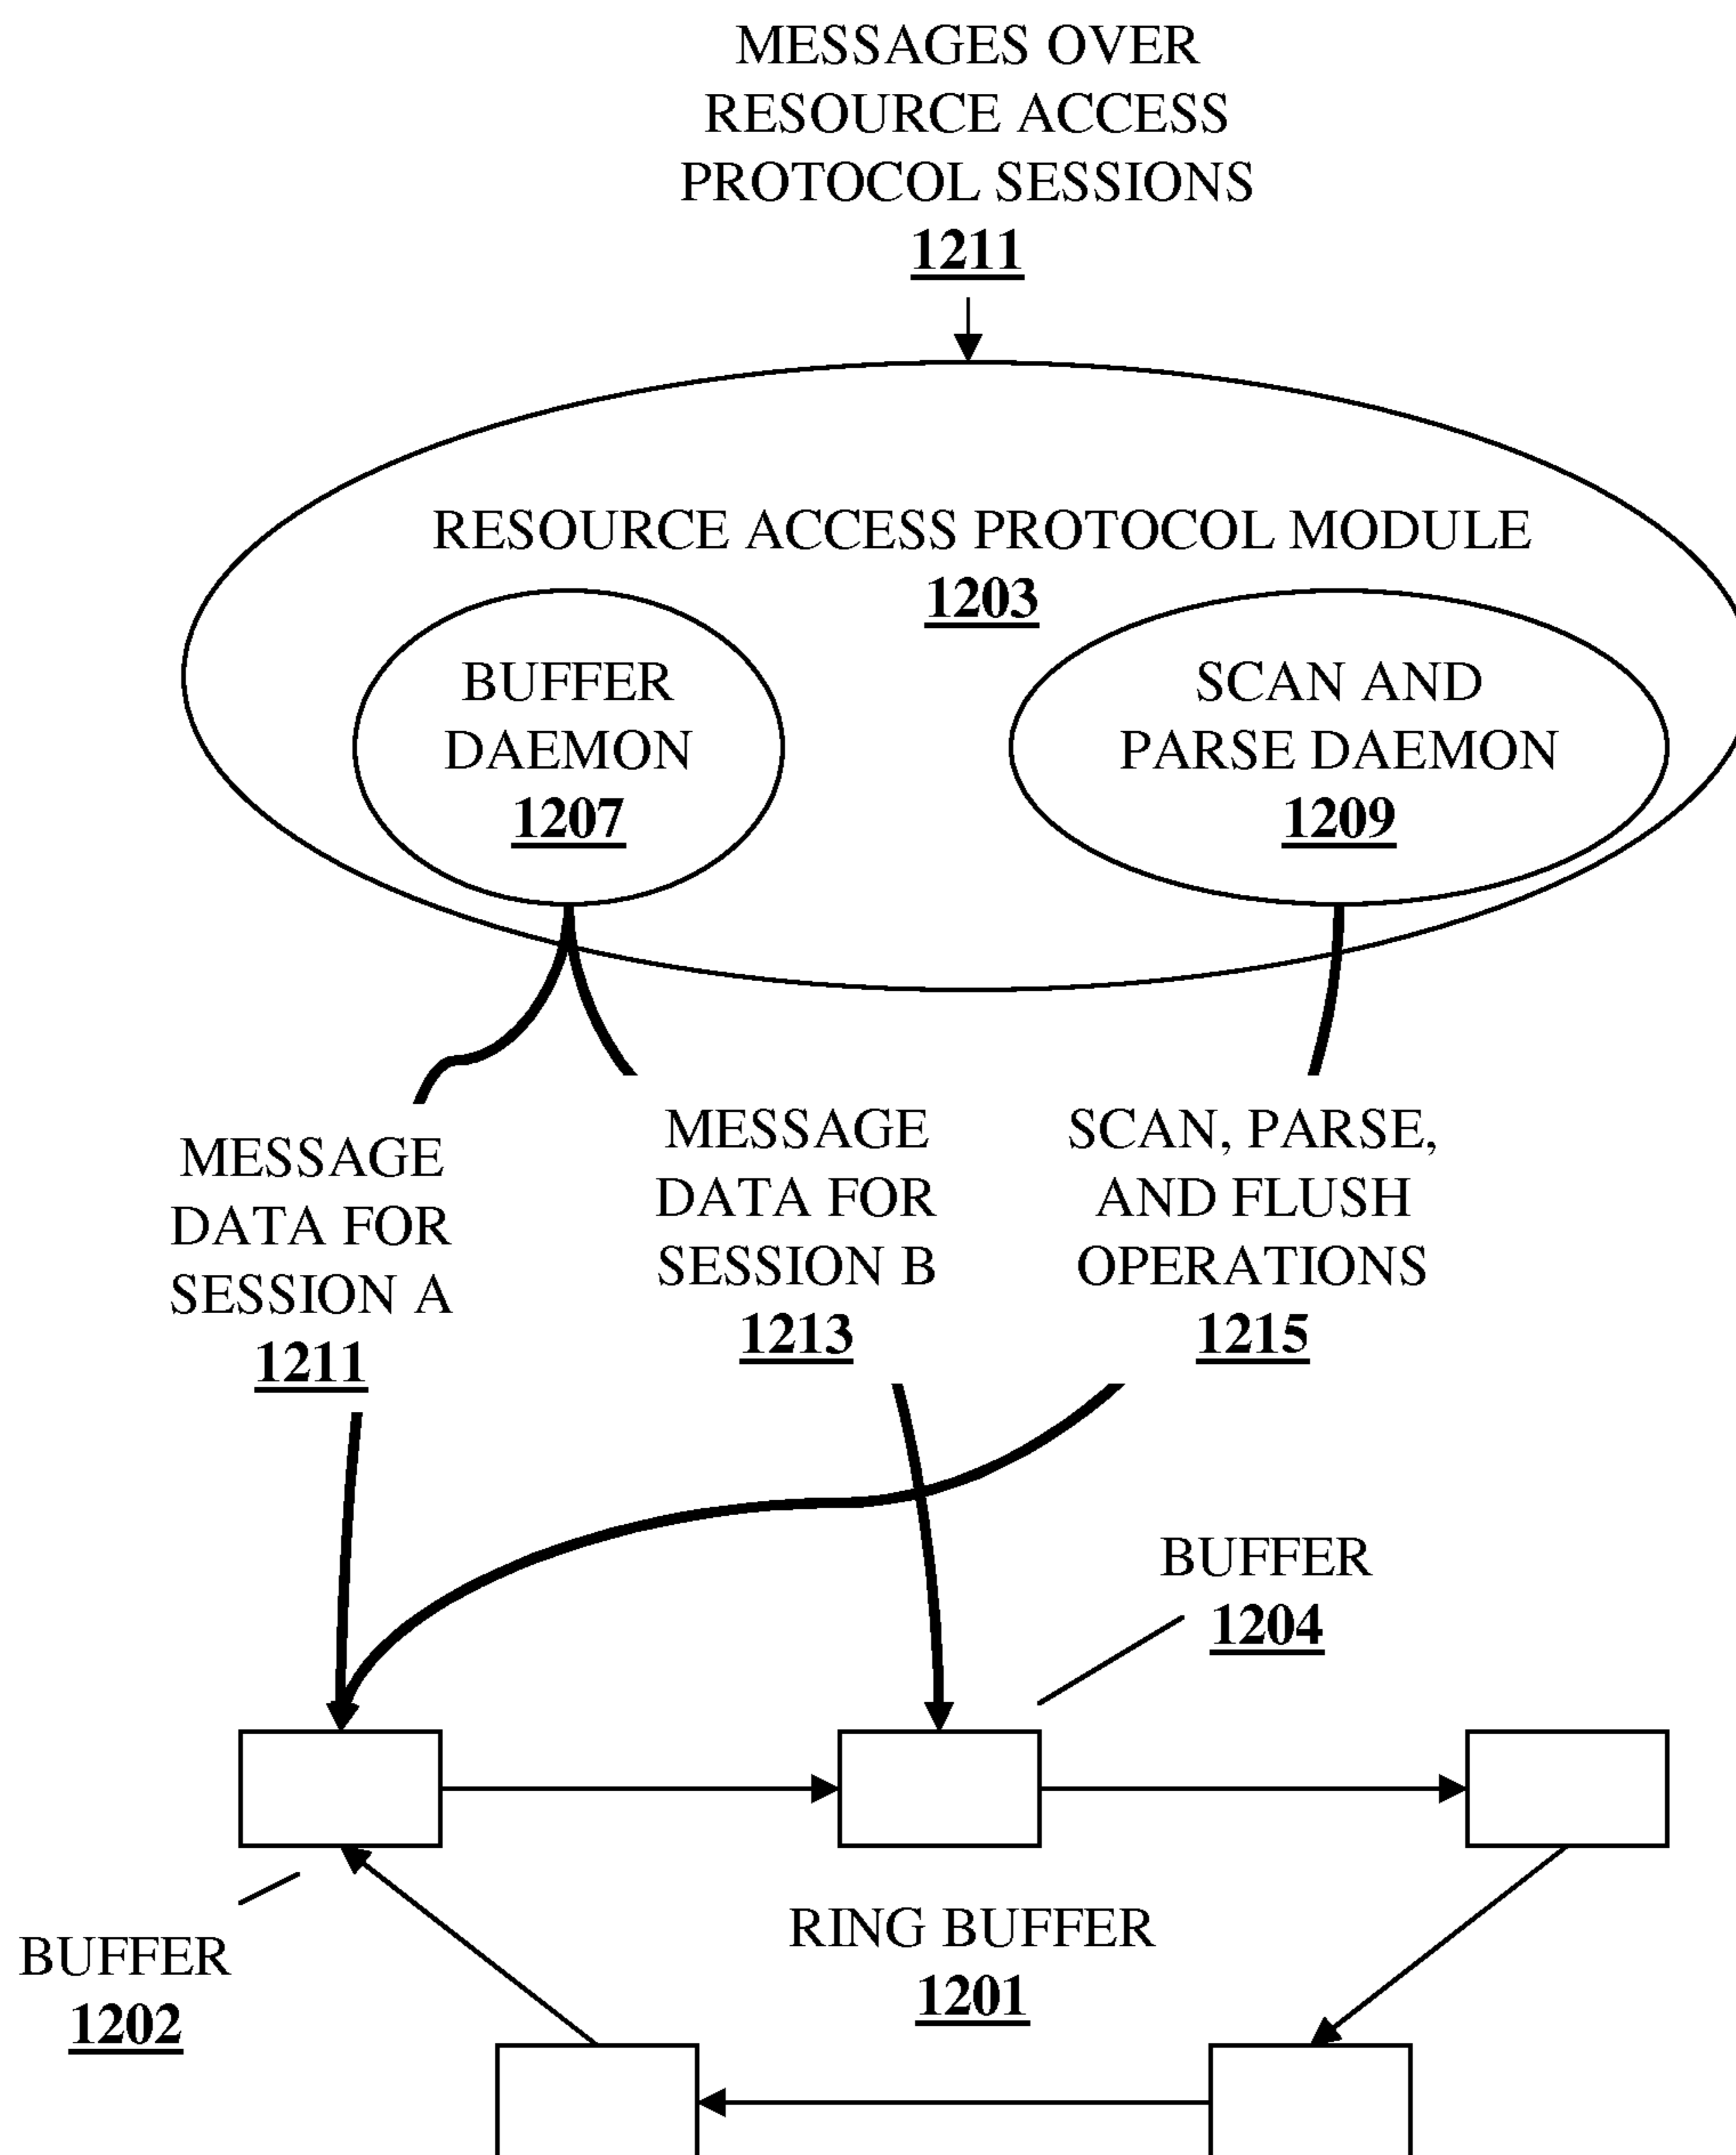 MESSAGES OVER
RESOURCE ACCESS
PROTOCOL SESSIONS
1211
RESOURCE ACCESS PROTOCOL MODULE
1203
BUFFER
DAEMON
1207
SCAN AND
PARSE DAEMON
1209
MESSAGE
DATA FOR
SESSION A
1211
MESSAGE
DATA FOR
SESSION B
1213
SCAN, PARSE,
AND FLUSH
OPERATIONS
1215
BUFFER
1204
BUFFER
1202
RING BUFFER
1201